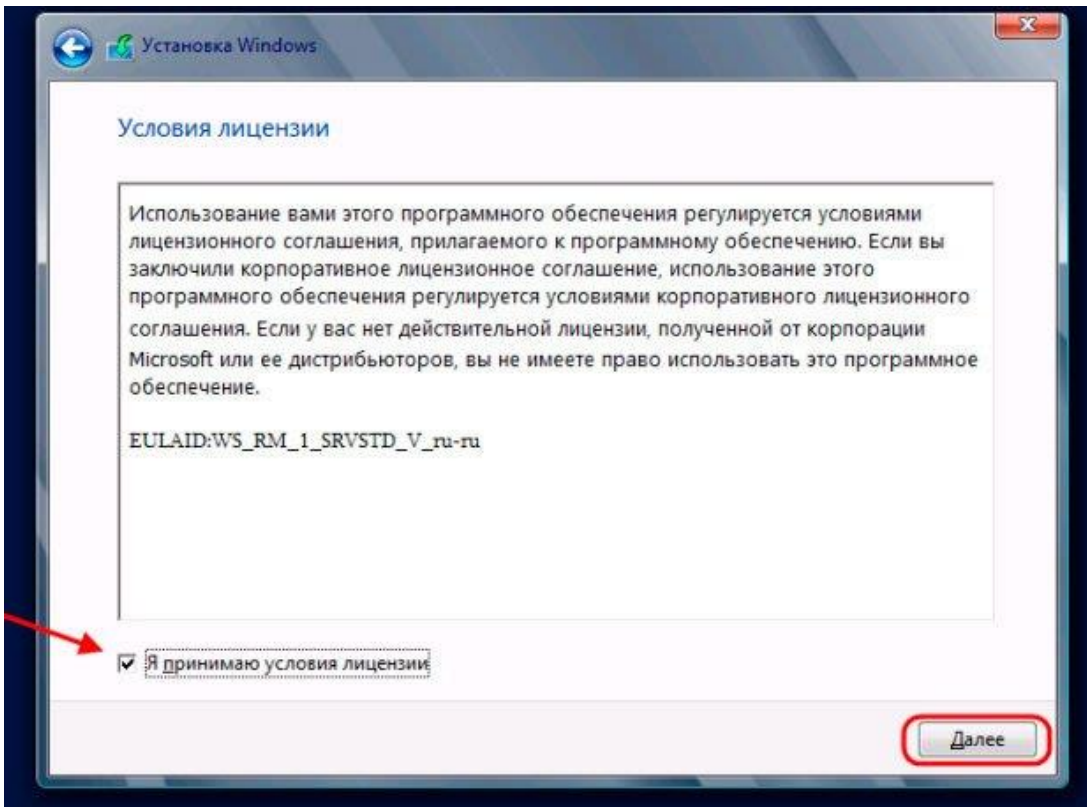 Установка Windows
Условия лицензии
Использование вами этого программного обеспечения регулируется условиями
лицензионного соглашения, прилагаемого к программному обеспечению. Если вы
заключили корпоративное лицензионное соглашение, использование этого
программного обеспечения регулируется условиями корпоративного лицензионного
соглашения. Если у вас нет действительной лицензии, полученной от корпорации
Microsoft или ее дистрибьюторов, вы не имеете право использовать это программное
обеспечение.
EULAID:WS_RM_1_SRVSTD_V_ru-ru
Я принимаю условия лицензии
Далее